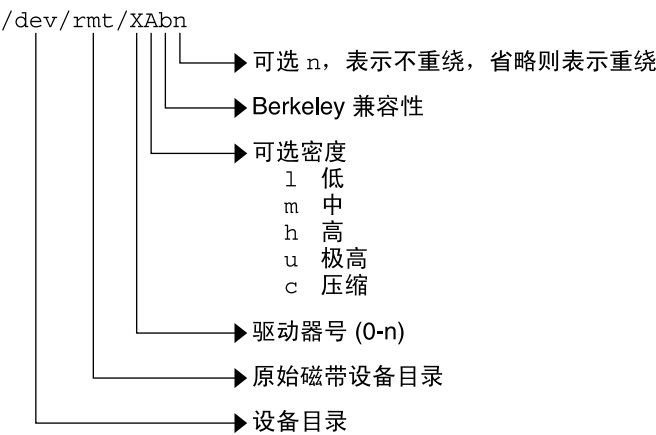 /dev/rmt/XAbn
可选 n，表示不重绕，省略则表示重绕
Berkeley 兼容性
可选密度
l 低
m 中
h 高
u 极高
c 压缩
驱动器号 (0-n)
原始磁带设备目录
设备目录